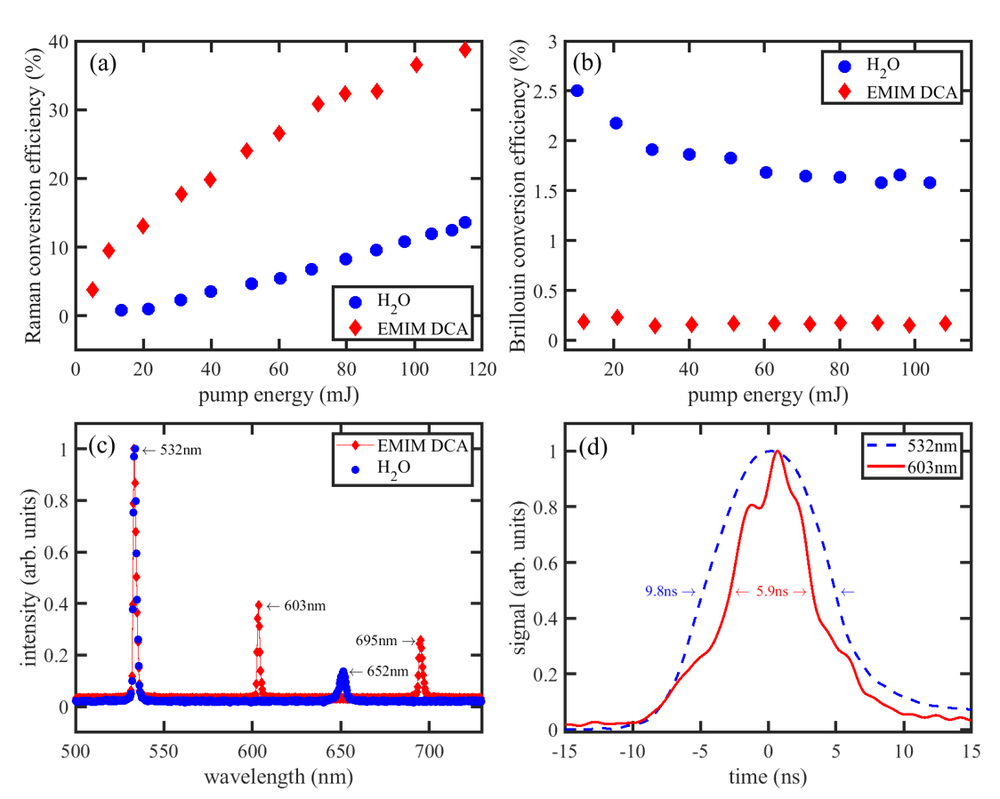 Raman conversion efficiency (%)
40
30
20
10
0
(a)
H2O
EMIM DCA
0 20 40 60 80 100 120
pump energy (mJ)
Brillouin conversion efficiency (%)
3
2.5
2
1.5
1
0.5
0
(b)
H2O
EMIM DCA
20 40 60 80 100
pump energy (mJ)
intensity (arb. units)
1
0.8
0.6
0.4
0.2
0
(c)
← 532nm
EMIM DCA
H2O
← 603nm
695nm →
← 652nm
500 550 600 650 700
wavelength (nm)
signal (arb. units)
1
0.8
0.6
0.4
0.2
0
(d)
532nm
603nm
9.8ns → ← 5.9ns → ←
-15 -10 -5 0 5 10 15
time (ns)